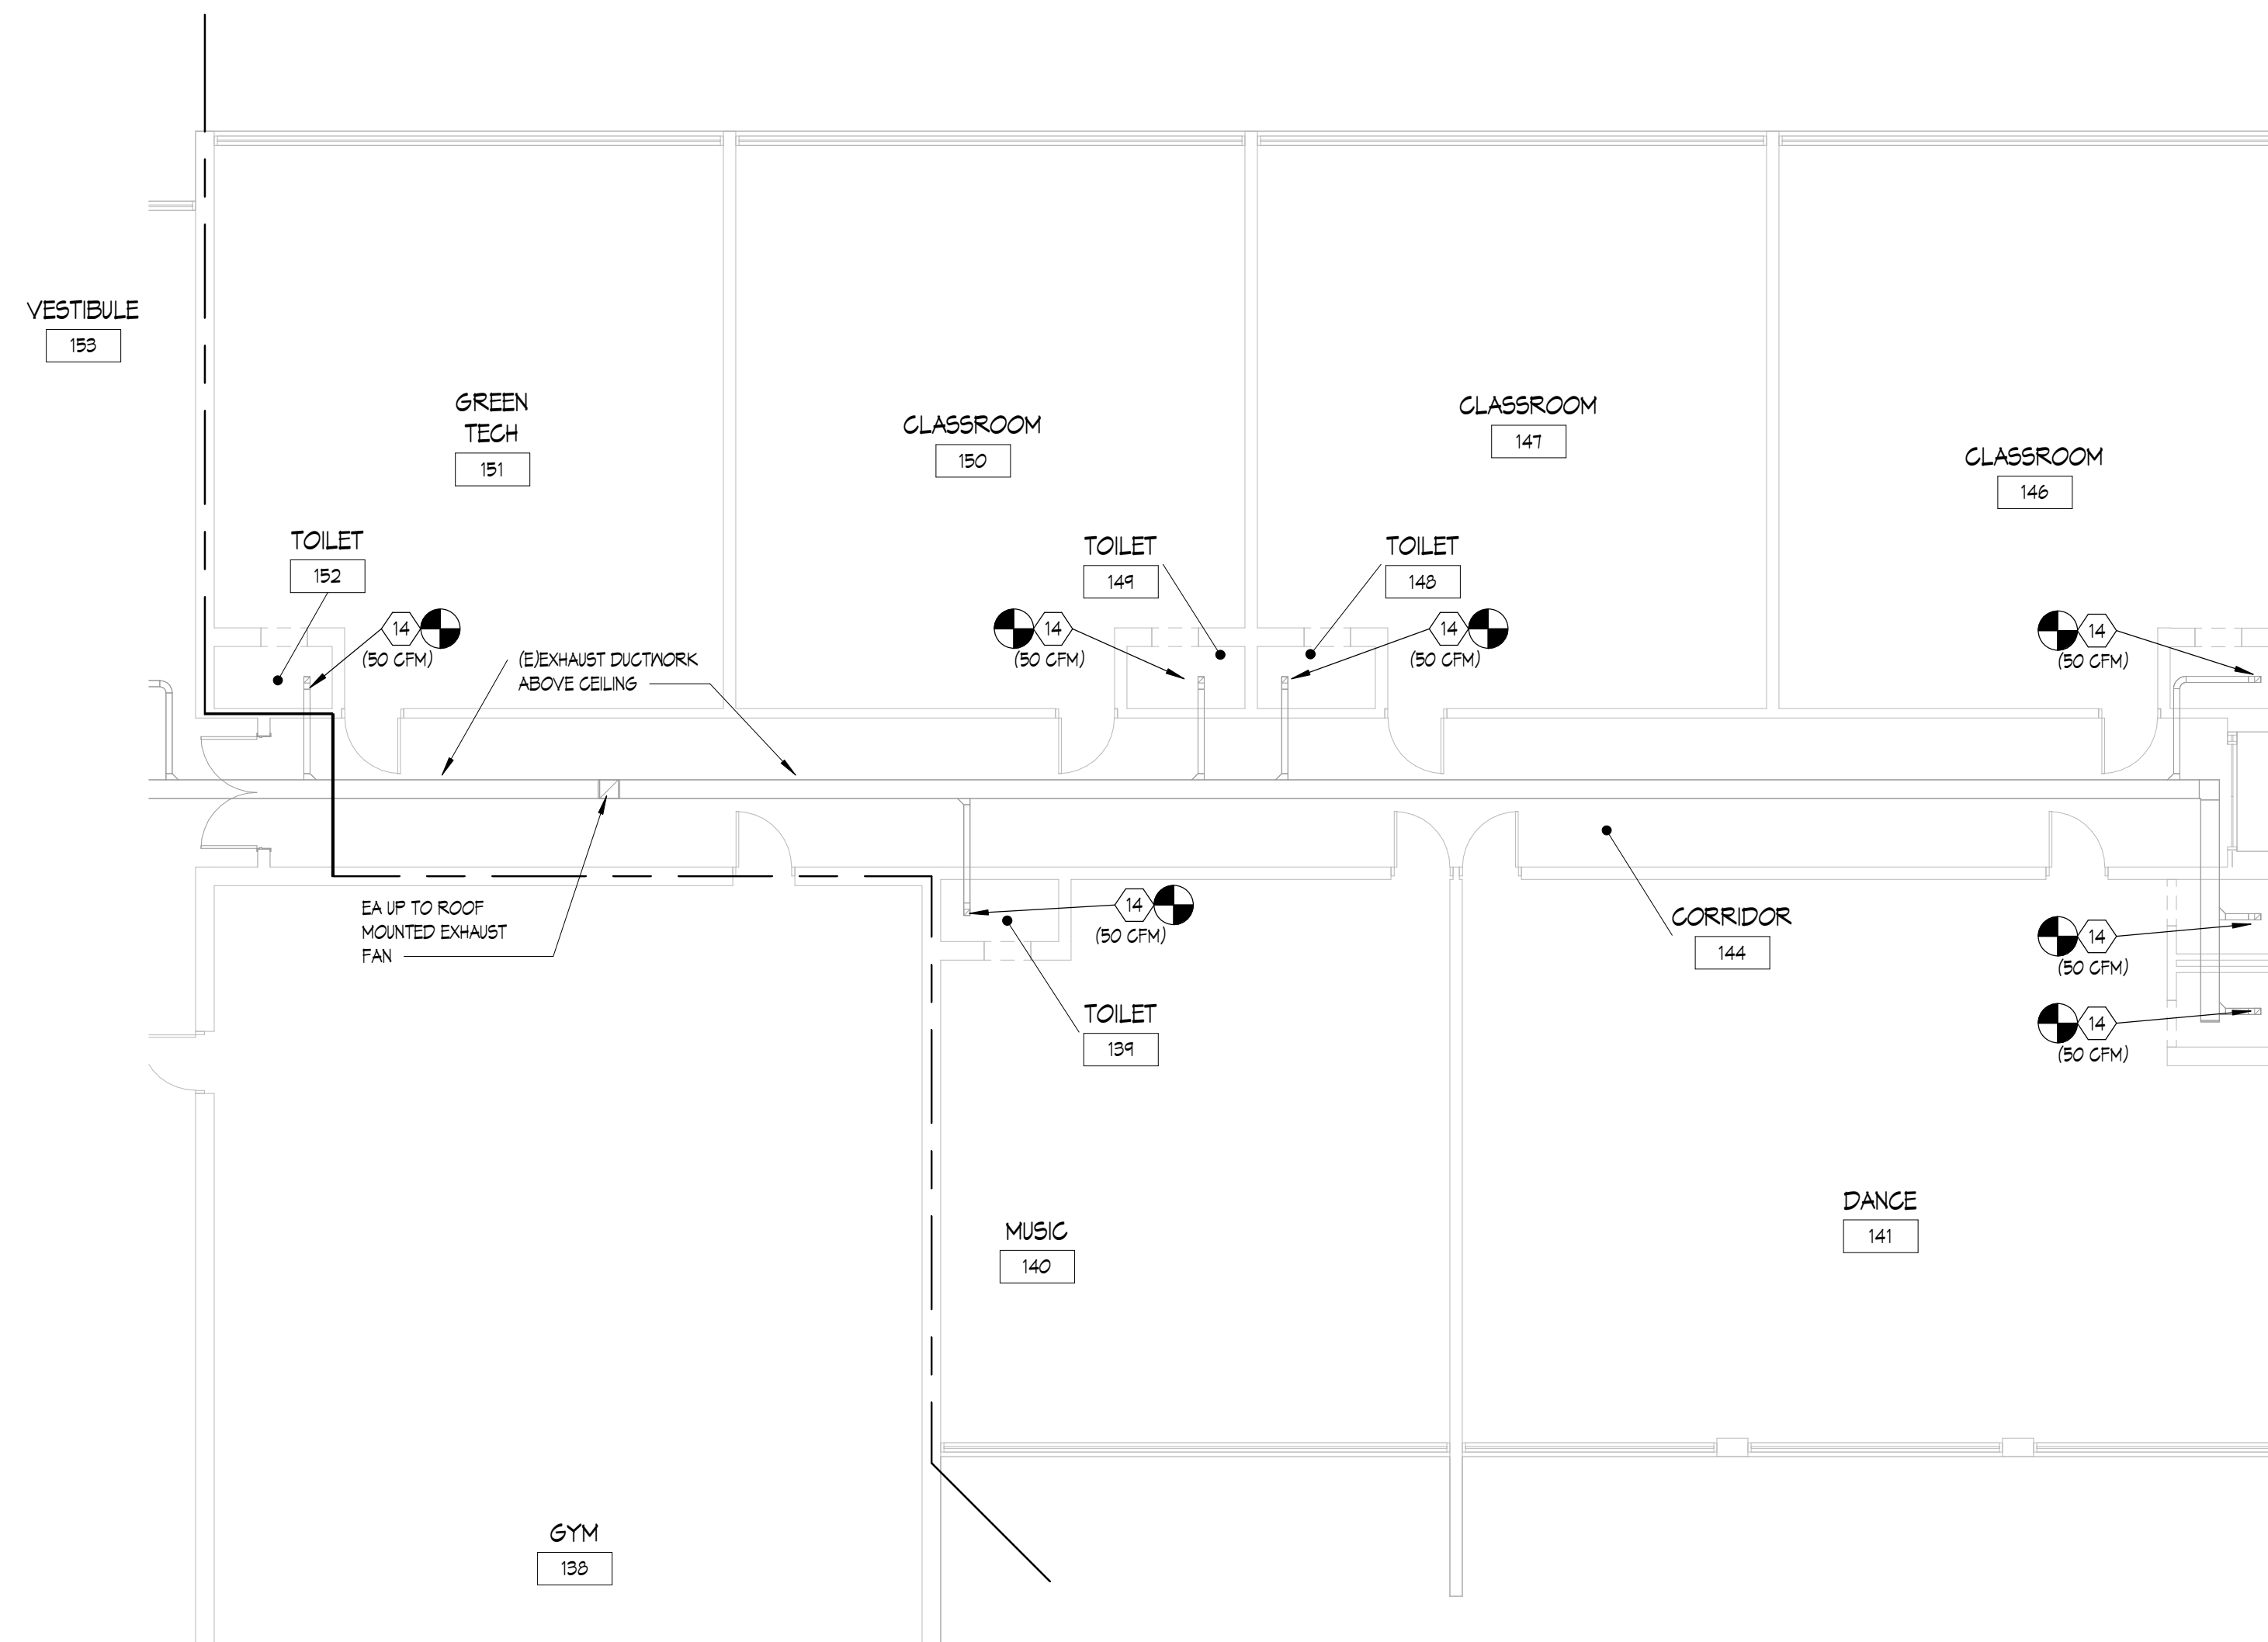 VESTIBULE
153
GREEN
TECH
151
CLASSROOM
150
CLASSROOM
147
CLASSROOM
146
TOILET
152
TOILET
149
TOILET
148
14
(50 CFM)
14
(50 CFM)
14
(50 CFM)
14
(50 CFM)
(E)EXHAUST DUCTWORK
ABOVE CEILING
EA UP TO ROOF
MOUNTED EXHAUST
FAN
14
(50 CFM)
TOILET
139
CORRIDOR
144
14
(50 CFM)
14
(50 CFM)
MUSIC
140
DANCE
141
GYM
138